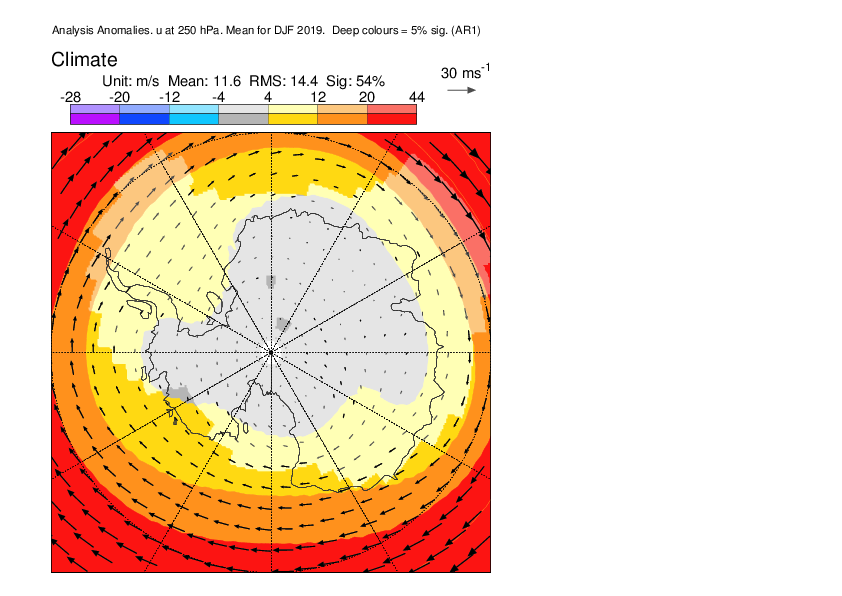 Analysis Anomalies. u at 250 hPa. Mean for DJF 2019.  Deep colours = 5% sig. (AR1)
Climate
30 ms-1
Unit: m/s  Mean: 11.6  RMS: 14.4  Sig: 54%
-28 -20 -12 -4 4 12 20 44